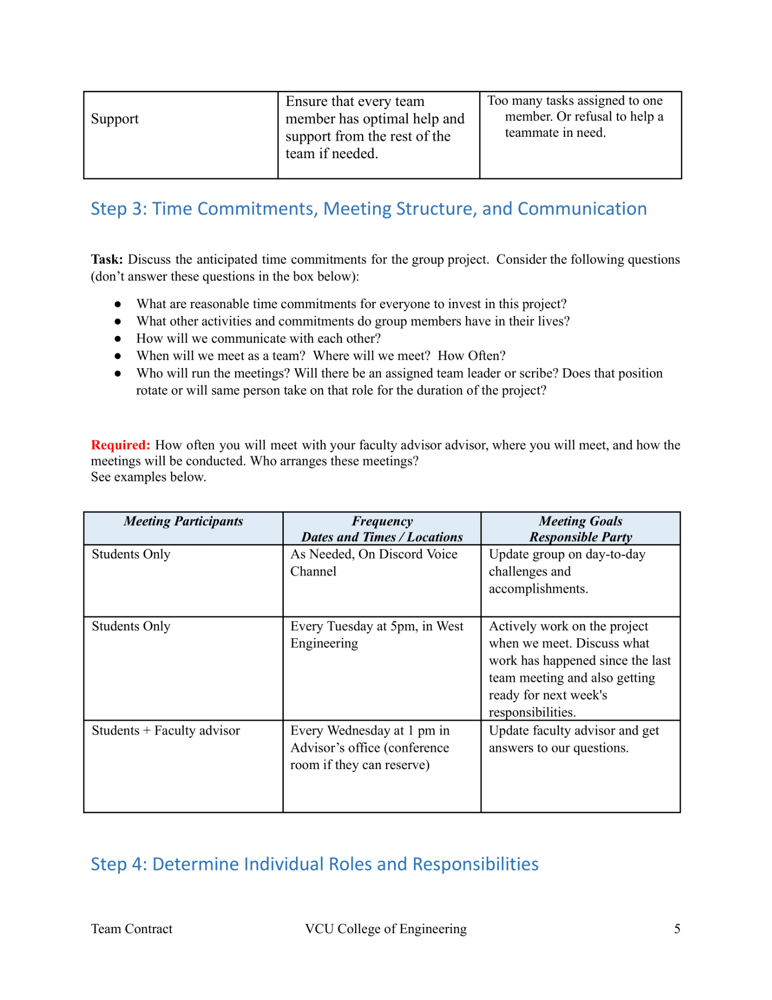 Support
Ensure that every team
member has optimal help and
support from the rest of the
team if needed.
Too many tasks assigned to one
member. Or refusal to help a
teammate in need.
Step 3: Time Commitments, Meeting Structure, and Communication
Task: Discuss the anticipated time commitments for the group project. Consider the following questions
(don’t answer these questions in the box below):
● What are reasonable time commitments for everyone to invest in this project?
● What other activities and commitments do group members have in their lives?
● How will we communicate with each other?
● When will we meet as a team? Where will we meet? How Often?
● Who will run the meetings? Will there be an assigned team leader or scribe? Does that position
rotate or will same person take on that role for the duration of the project?
Required: How often you will meet with your faculty advisor advisor, where you will meet, and how the
meetings will be conducted. Who arranges these meetings?
See examples below.
Meeting Participants
Frequency
Dates and Times / Locations
Meeting Goals
Responsible Party
Students Only
As Needed, On Discord Voice
Channel
Update group on day-to-day
challenges and
accomplishments.
Students Only
Every Tuesday at 5pm, in West
Engineering
Actively work on the project
when we meet. Discuss what
work has happened since the last
team meeting and also getting
ready for next week's
responsibilities.
Students + Faculty advisor
Every Wednesday at 1 pm in
Advisor’s office (conference
room if they can reserve)
Update faculty advisor and get
answers to our questions.
Step 4: Determine Individual Roles and Responsibilities
Team Contract VCU College of Engineering 5